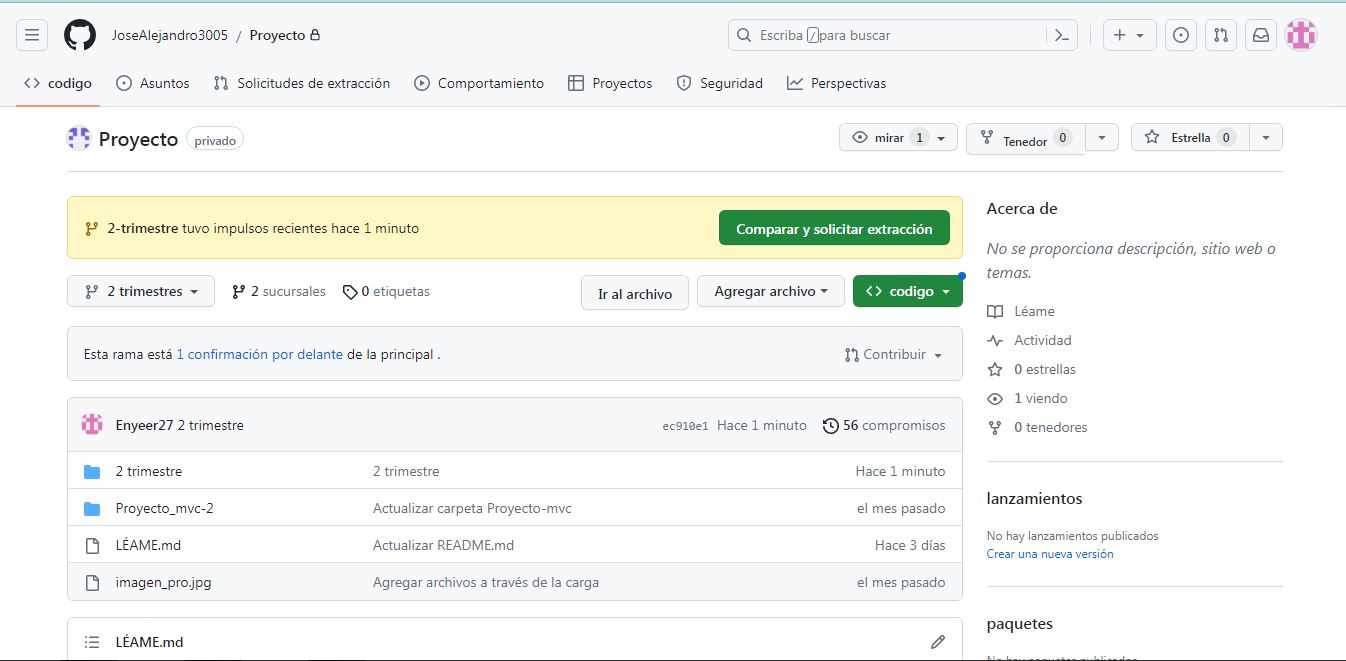 JoseAlejandro3005 / Proyecto
Escriba / para buscar
codigo
Asuntos
Solicitudes de extracción
Comportamiento
Proyectos
Seguridad
Perspectivas
Proyecto privado
mirar 1
Tenedor 0
Estrella 0
2-trimestre tuvo impulsos recientes hace 1 minuto
Comparar y solicitar extracción
2 trimestres
2 sucursales
0 etiquetas
Ir al archivo
Agregar archivo
codigo
Esta rama está 1 confirmación por delante de la principal .
Contribuir
Enyeer27 2 trimestre
ec910e1 Hace 1 minuto
56 compromisos
2 trimestre 2 trimestre Hace 1 minuto
Proyecto_mvc-2 Actualizar carpeta Proyecto-mvc el mes pasado
LÉAME.md Actualizar README.md Hace 3 días
imagen_pro.jpg Agregar archivos a través de la carga el mes pasado
LÉAME.md
Acerca de
No se proporciona descripción, sitio web o
temas.
Léame
Actividad
0 estrellas
1 viendo
0 tenedores
lanzamientos
No hay lanzamientos publicados
Crear una nueva versión
paquetes